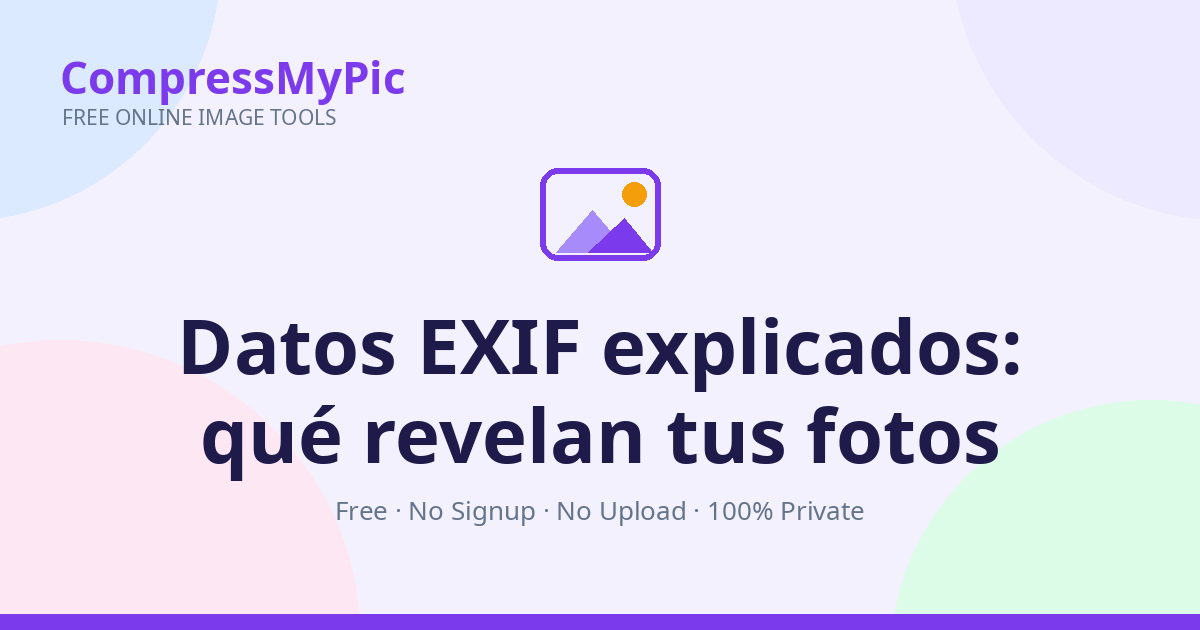 CompressMyPic
FREE ONLINE IMAGE TOOLS
Datos EXIF explicados:
qué revelan tus fotos
Free · No Signup · No Upload · 100% Private